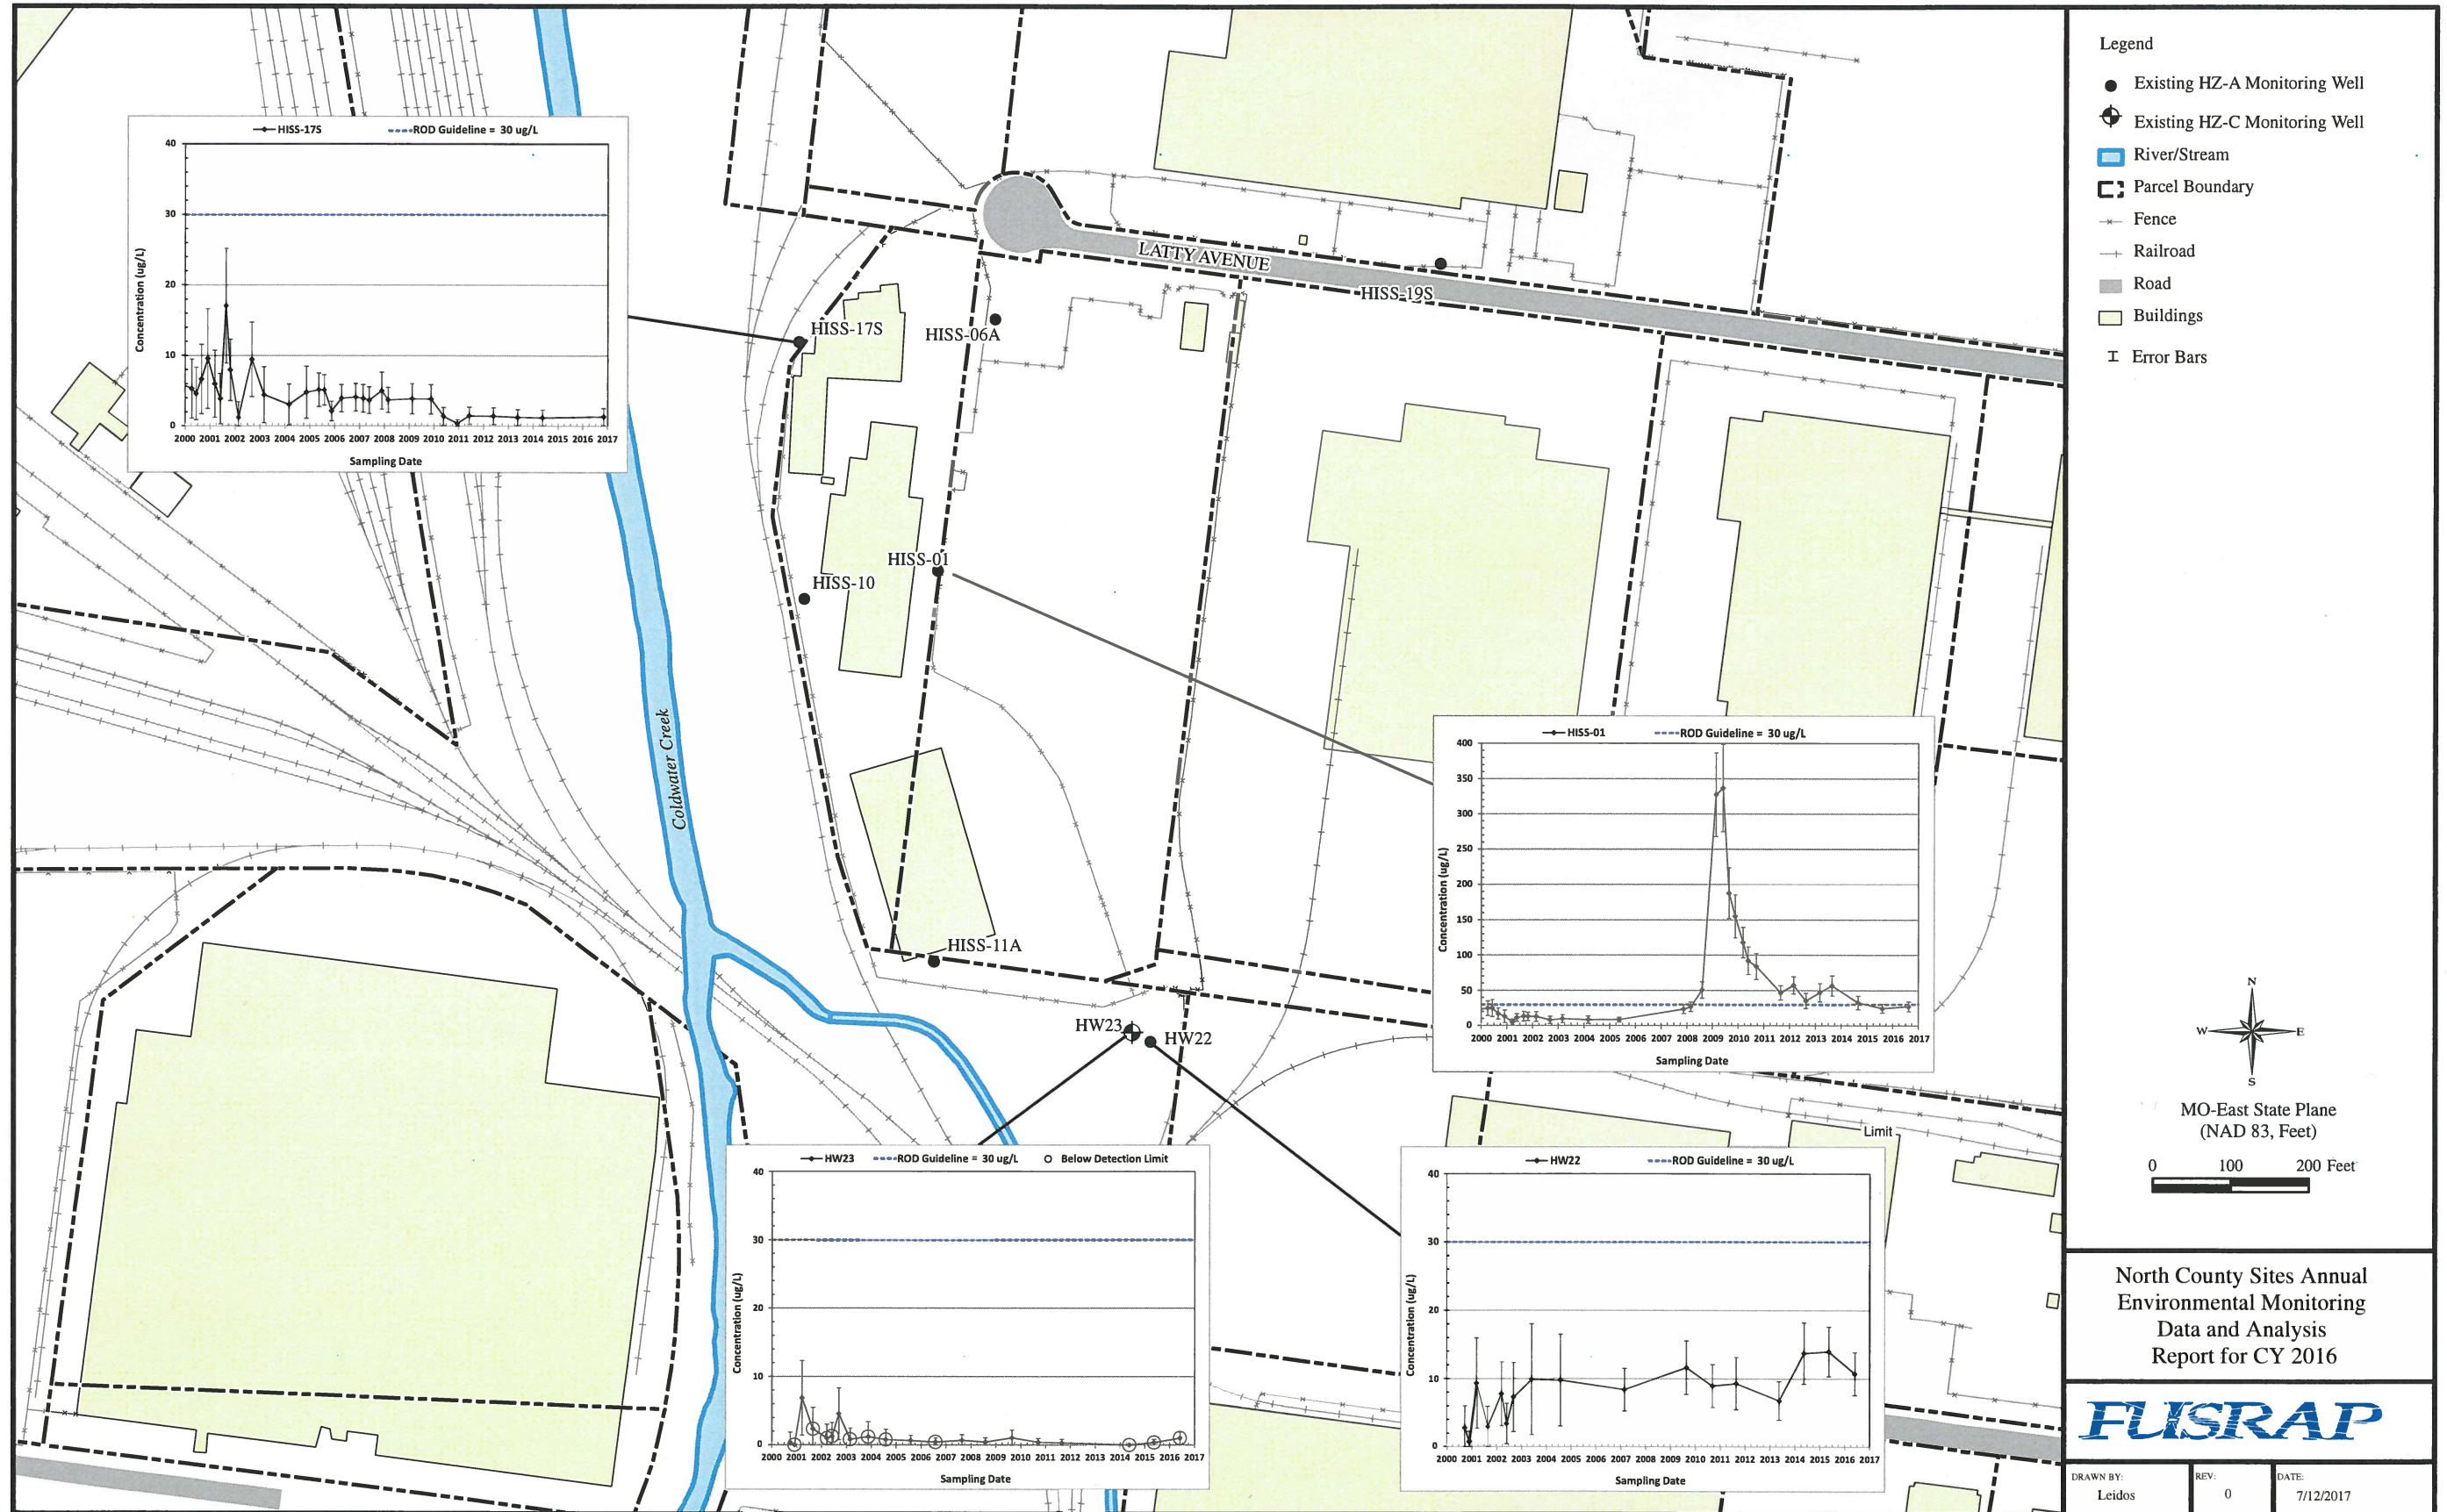 HISS-17S
ROD Guideline = 30 ug/L
Concentration (ug/L)
40
30
20
10
0
2000 2001 2002 2003 2004 2005 2006 2007 2008 2009 2010 2011 2012 2013 2014 2015 2016 2017
Sampling Date
LATTY AVENUE
HISS-19S
HISS-17S
HISS-06A
HISS-01
HISS-10
Coldwater Creek
HISS-11A
HW23
HW22
HISS-01
ROD Guideline = 30 ug/L
Concentration (ug/L)
400
350
300
250
200
150
100
50
0
2000 2001 2002 2003 2004 2005 2006 2007 2008 2009 2010 2011 2012 2013 2014 2015 2016 2017
Sampling Date
Limit
HW23
ROD Guideline = 30 ug/L
Below Detection Limit
Concentration (ug/L)
40
30
20
10
0
2000 2001 2002 2003 2004 2005 2006 2007 2008 2009 2010 2011 2012 2013 2014 2015 2016 2017
Sampling Date
HW22
ROD Guideline = 30 ug/L
Concentration (ug/L)
40
30
20
10
0
2000 2001 2002 2003 2004 2005 2006 2007 2008 2009 2010 2011 2012 2013 2014 2015 2016 2017
Sampling Date
Legend
Existing HZ-A Monitoring Well
Existing HZ-C Monitoring Well
River/Stream
Parcel Boundary
Fence
Railroad
Road
Buildings
Error Bars
N
W E
S
MO-East State Plane
(NAD 83, Feet)
0 100 200 Feet
North County Sites Annual
Environmental Monitoring
Data and Analysis
Report for CY 2016
FUSRAP
DRAWN BY:
Leidos
REV:
0
DATE:
7/12/2017